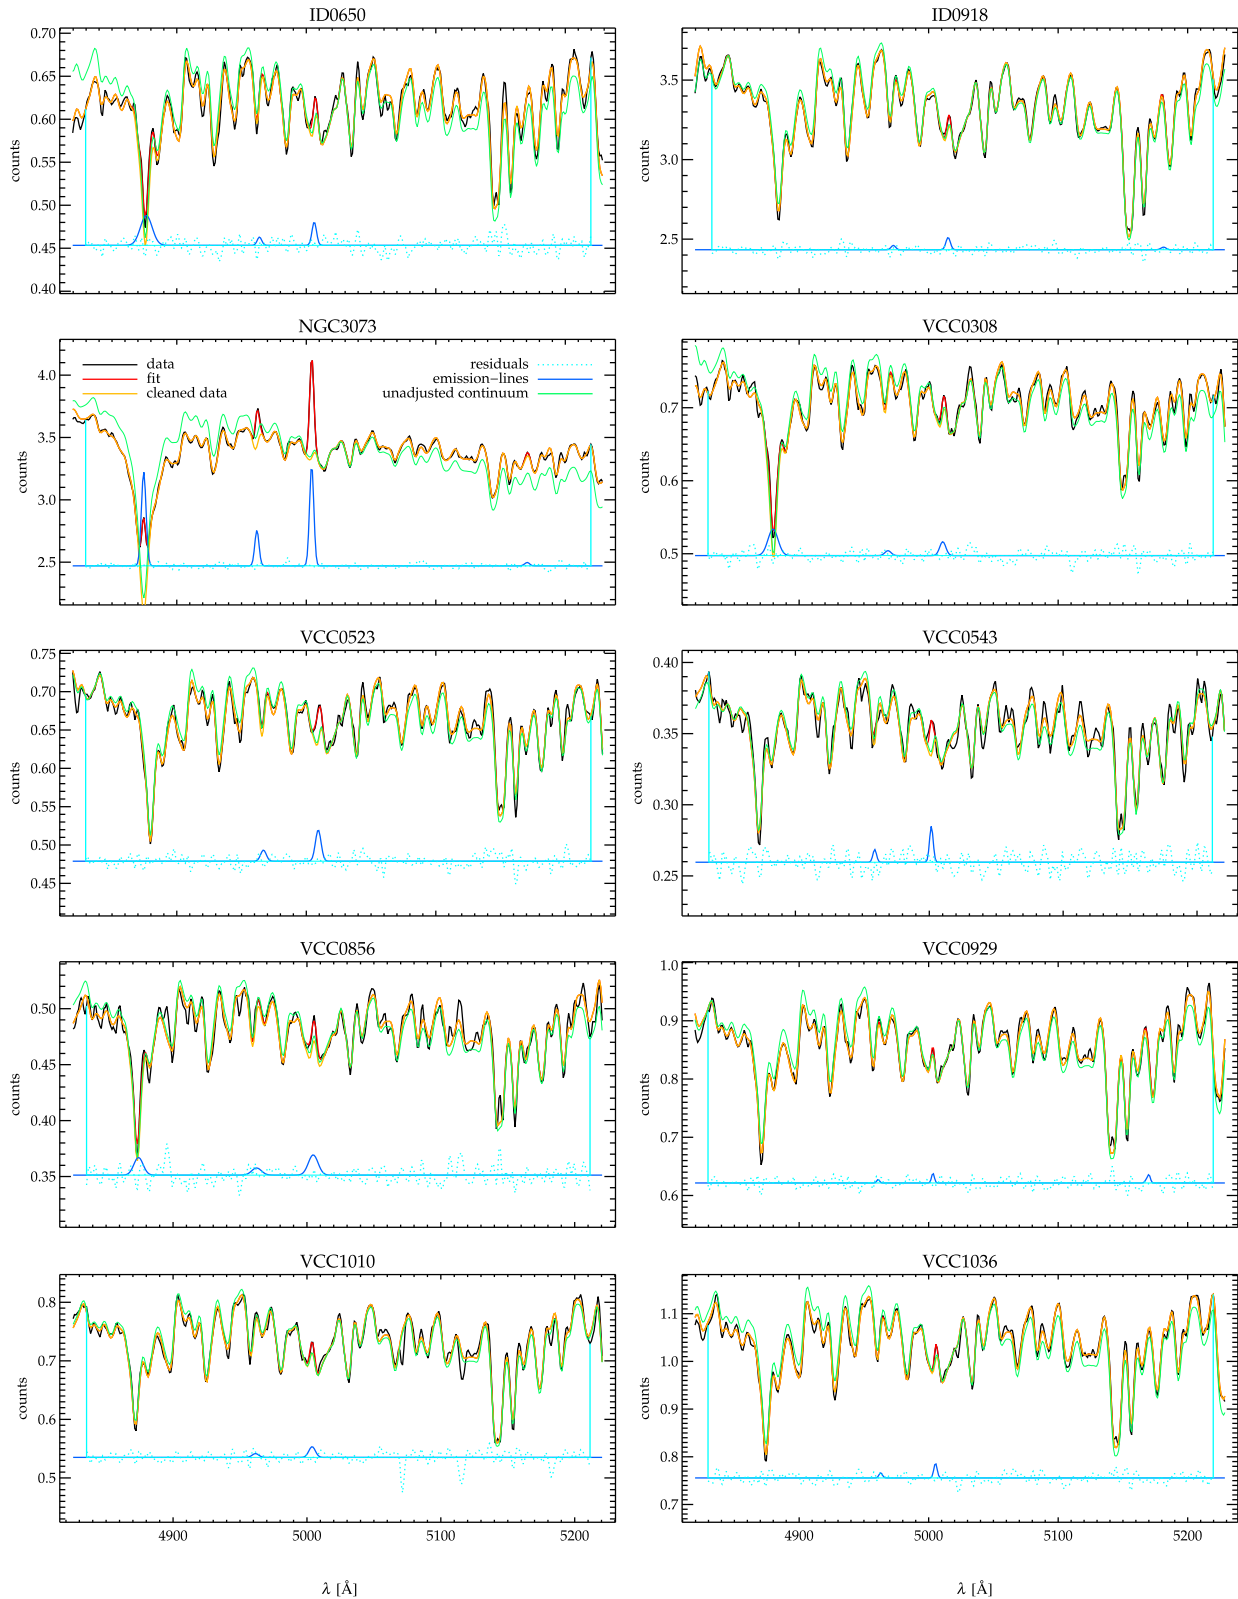 ID0650
ID0918
0.70
0.65
0.60
0.55
0.50
0.45
0.40
counts
3.5
3.0
2.5
counts
NGC3073
VCC0308
data
fit
cleaned data
residuals
emission−lines
unadjusted continuum
4.0
3.5
3.0
2.5
counts
0.7
0.6
0.5
counts
VCC0523
VCC0543
0.75
0.70
0.65
0.60
0.55
0.50
0.45
counts
0.40
0.35
0.30
0.25
counts
VCC0856
VCC0929
0.50
0.45
0.40
0.35
counts
1.0
0.9
0.8
0.7
0.6
counts
VCC1010
VCC1036
0.8
0.7
0.6
0.5
counts
1.1
1.0
0.9
0.8
0.7
counts
4900 5000 5100 5200
4900 5000 5100 5200
λ [Å]
λ [Å]